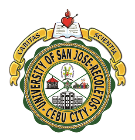 CARITAS
SCIENTIA
UNIVERSITY OF SAN JOSE-RECOLETOS
CEBU CITY